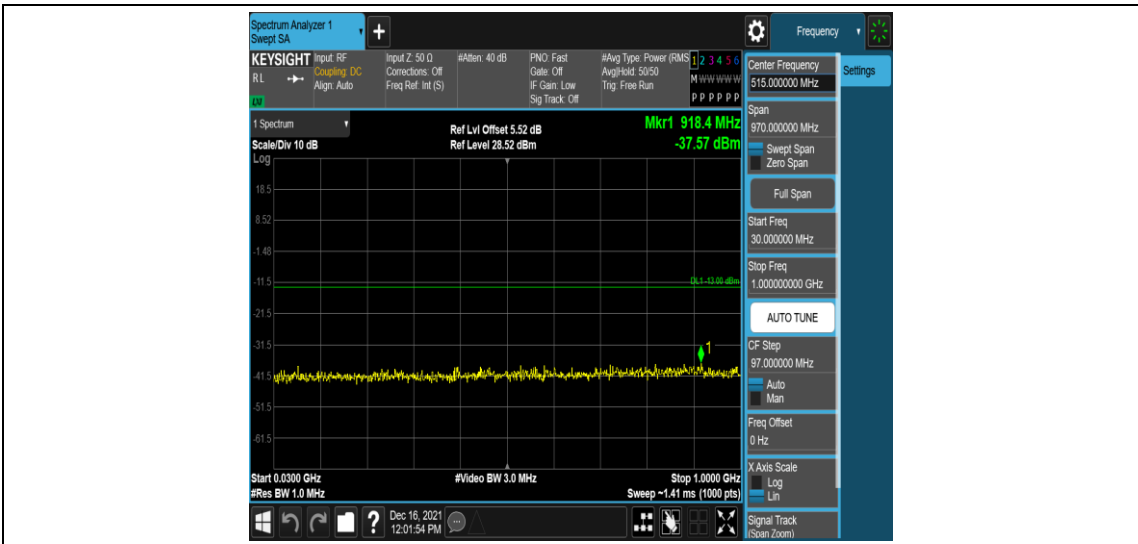 Spectrum Analyzer 1
Swept SA
+
Frequency
KEYSIGHT
RL
LXI
Input: RF
Coupling: DC
Align: Auto
Input Z: 50 Ω
Corrections: Off
Freq Ref: Int (S)
#Atten: 40 dB
PNO: Fast
Gate: Off
IF Gain: Low
Sig Track: Off
#Avg Type: Power (RMS
Avg|Hold: 50/50
Trig: Free Run
1 2 3 4 5 6
M W W W W W
P P P P P P
Center Frequency
515.000000 MHz
Settings
1 Spectrum
Scale/Div 10 dB
Ref Lvl Offset 5.52 dB
Ref Level 28.52 dBm
Mkr1 918.4 MHz
-37.57 dBm
Span
970.000000 MHz
Swept Span
Zero Span
Full Span
Start Freq
30.000000 MHz
Stop Freq
1.000000000 GHz
AUTO TUNE
CF Step
97.000000 MHz
Auto
Man
Freq Offset
0 Hz
X Axis Scale
Log
Lin
Signal Track
(Span Zoom)
Log
18.5
8.52
-1.48
-11.5
DL1 -13.00 dBm
-21.5
-31.5
1
-41.5
-51.5
-61.5
Start 0.0300 GHz
#Video BW 3.0 MHz
Stop 1.0000 GHz
#Res BW 1.0 MHz
Sweep ~1.41 ms (1000 pts)
?
Dec 16, 2021
12:01:54 PM